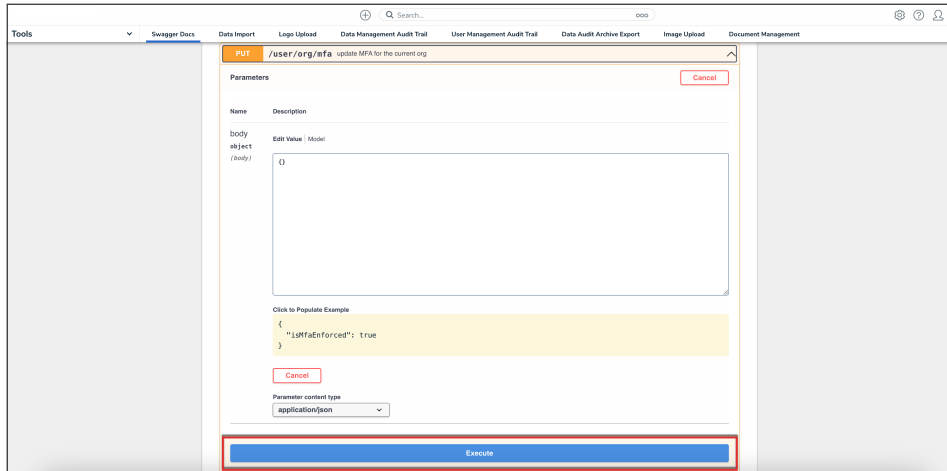 Search...
ooo
Tools
Swagger Docs
Data Import
Logo Upload
Data Management Audit Trail
User Management Audit Trail
Data Audit Archive Export
Image Upload
Document Management
PUT /user/org/mfa update MFA for the current org
Parameters
Cancel
Name Description
body
object
(body)
Edit Value | Model
{}
Click to Populate Example
{
"isMfaEnforced": true
}
Cancel
Parameter content type
application/json
Execute